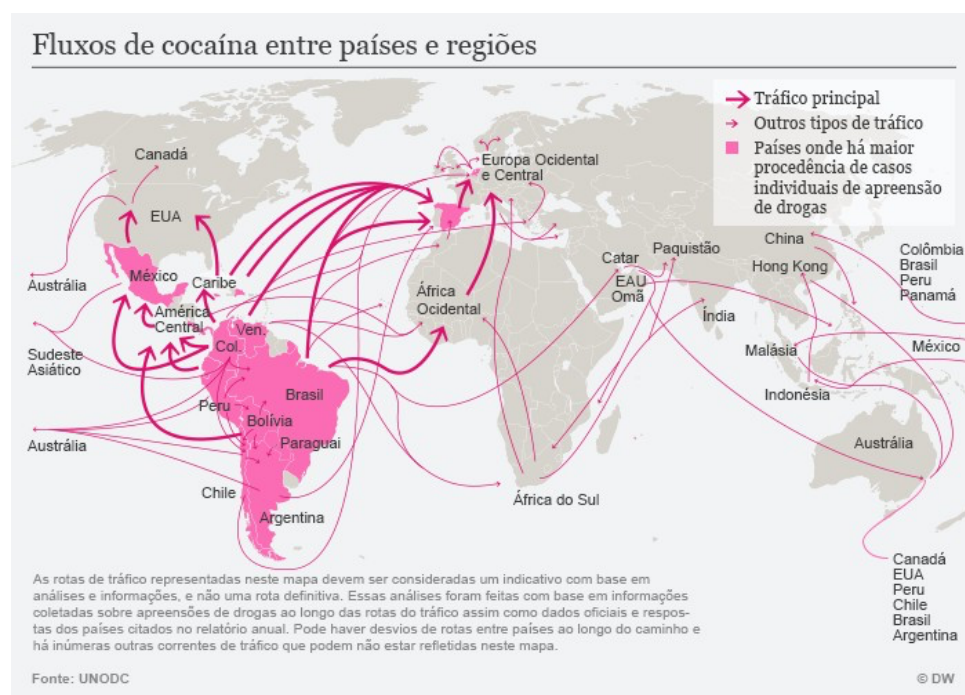 Fluxos de cocaína entre países e regiões
Tráfico principal
Outros tipos de tráfico
Países onde há maior
procedência de casos
individuais de apreensão
de drogas
Canadá
EUA
México
Caribe
América
Central
Ven.
Col.
Brasil
Peru
Bolívia
Paraguai
Chile
Argentina
Austrália
Sudeste
Asiático
Austrália
Europa Ocidental
e Central
África
Ocidental
África do Sul
Catar
EAU
Omã
Paquistão
Índia
China
Hong Kong
Malásia
Indonésia
Austrália
Colômbia
Brasil
Peru
Panamá
México
Canadá
EUA
Peru
Chile
Brasil
Argentina
As rotas de tráfico representadas neste mapa devem ser consideradas um indicativo com base em
análises e informações, e não uma rota definitiva. Essas análises foram feitas com base em informações
coletadas sobre apreensões de drogas ao longo das rotas do tráfico assim como dados oficiais e respos-
tas dos países citados no relatório anual. Pode haver desvios de rotas entre países ao longo do caminho e
há inúmeras outras correntes de tráfico que podem não estar refletidas neste mapa.
Fonte: UNODC
© DW